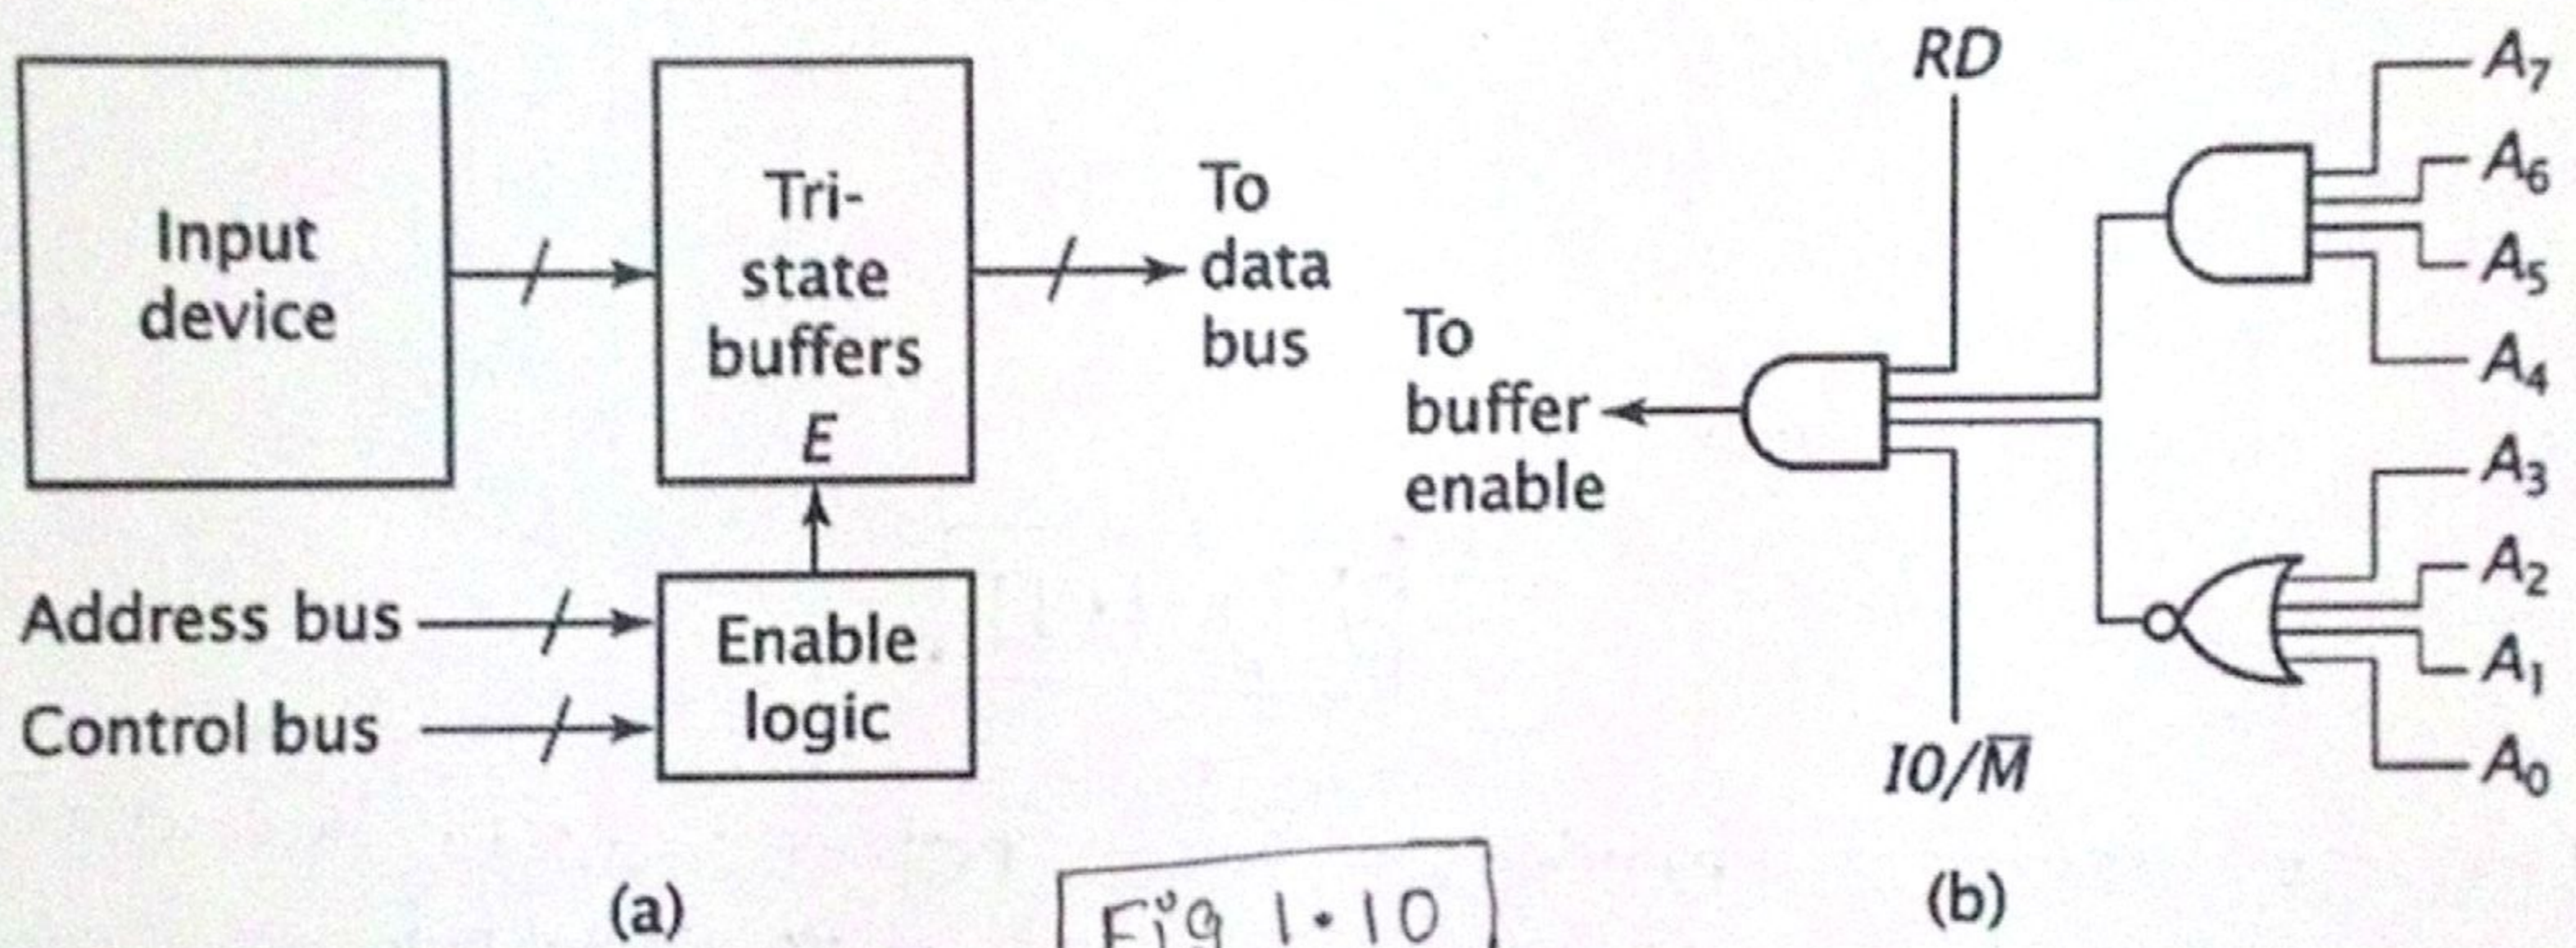 Input
device
Tri-
state
buffers
E
To
data
bus
Address bus
Control bus
Enable
logic
(a)
RD
To
buffer
enable
IO/M̅
A₇
A₆
A₅
A₄
A₃
A₂
A₁
A₀
(b)
Fig 1.10